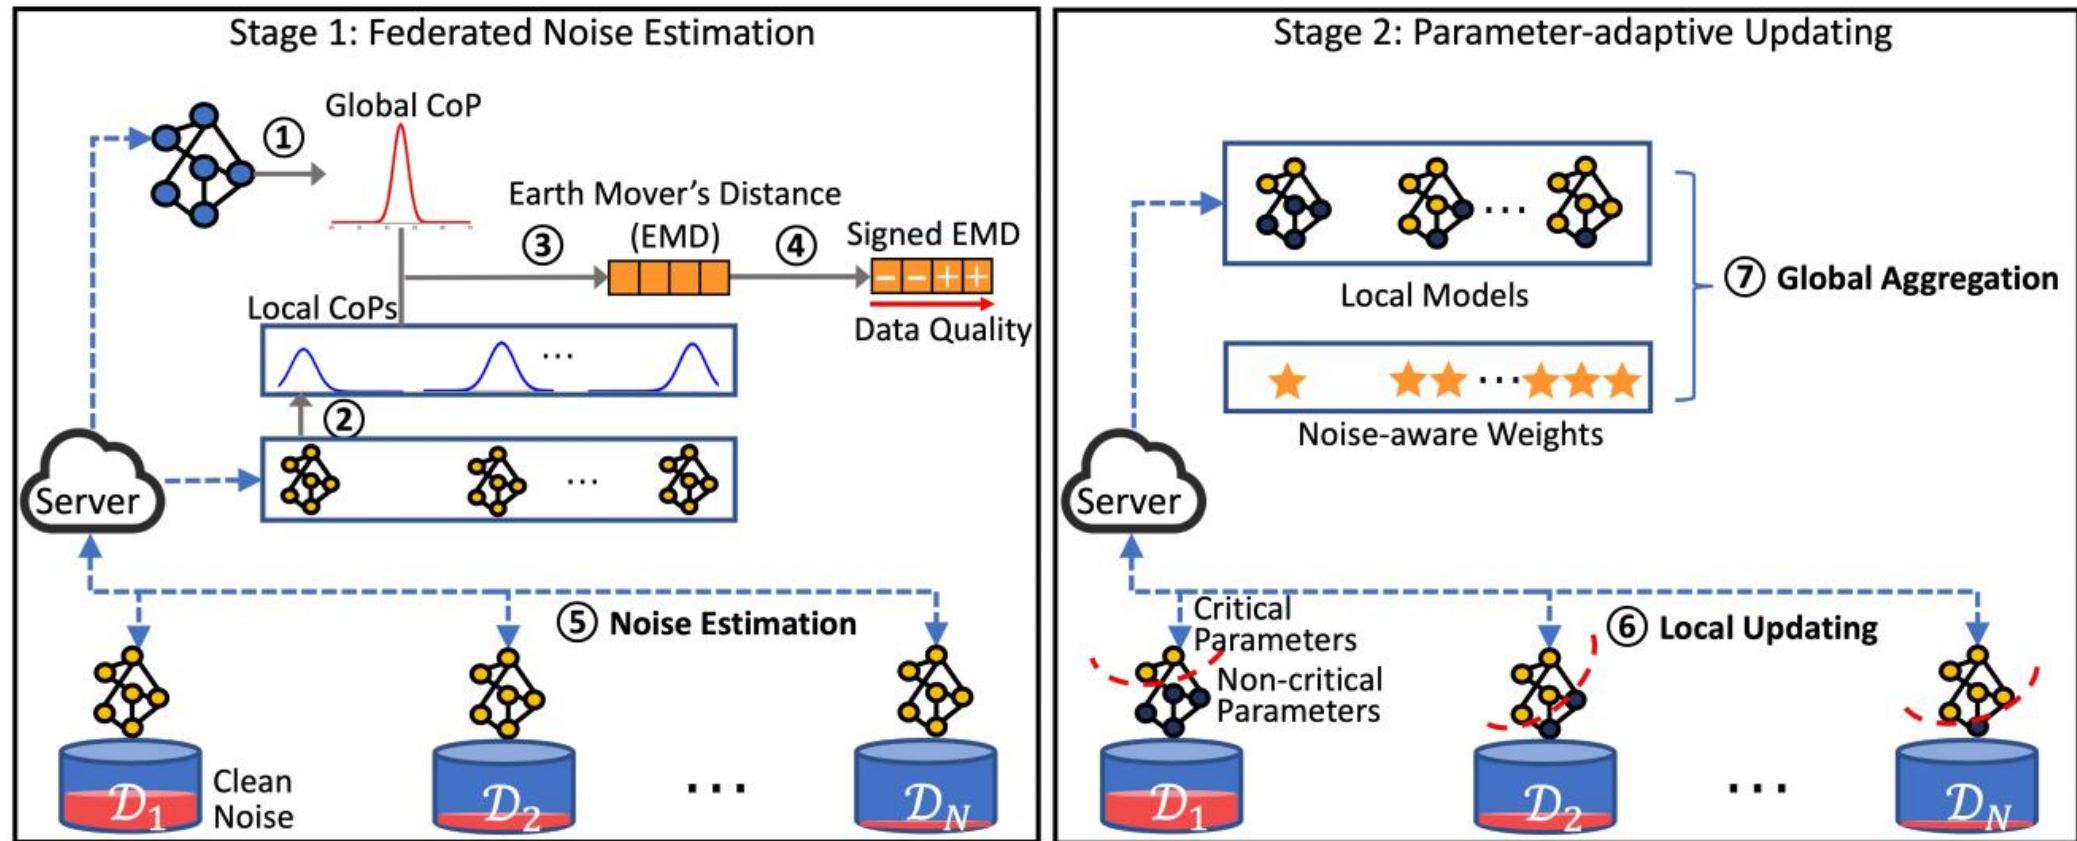 Stage 1: Federated Noise Estimation
Global CoP
①
Earth Mover's Distance
(EMD)
③
④
Signed EMD
− − + +
Data Quality
Local CoPs
...
②
...
Server
⑤ Noise Estimation
Clean
Noise
𝒟1
𝒟2
...
𝒟N
Stage 2: Parameter-adaptive Updating
...
Local Models
⑦ Global Aggregation
...
Noise-aware Weights
Server
Critical
Parameters
⑥ Local Updating
Non-critical
Parameters
𝒟1
𝒟2
...
𝒟N